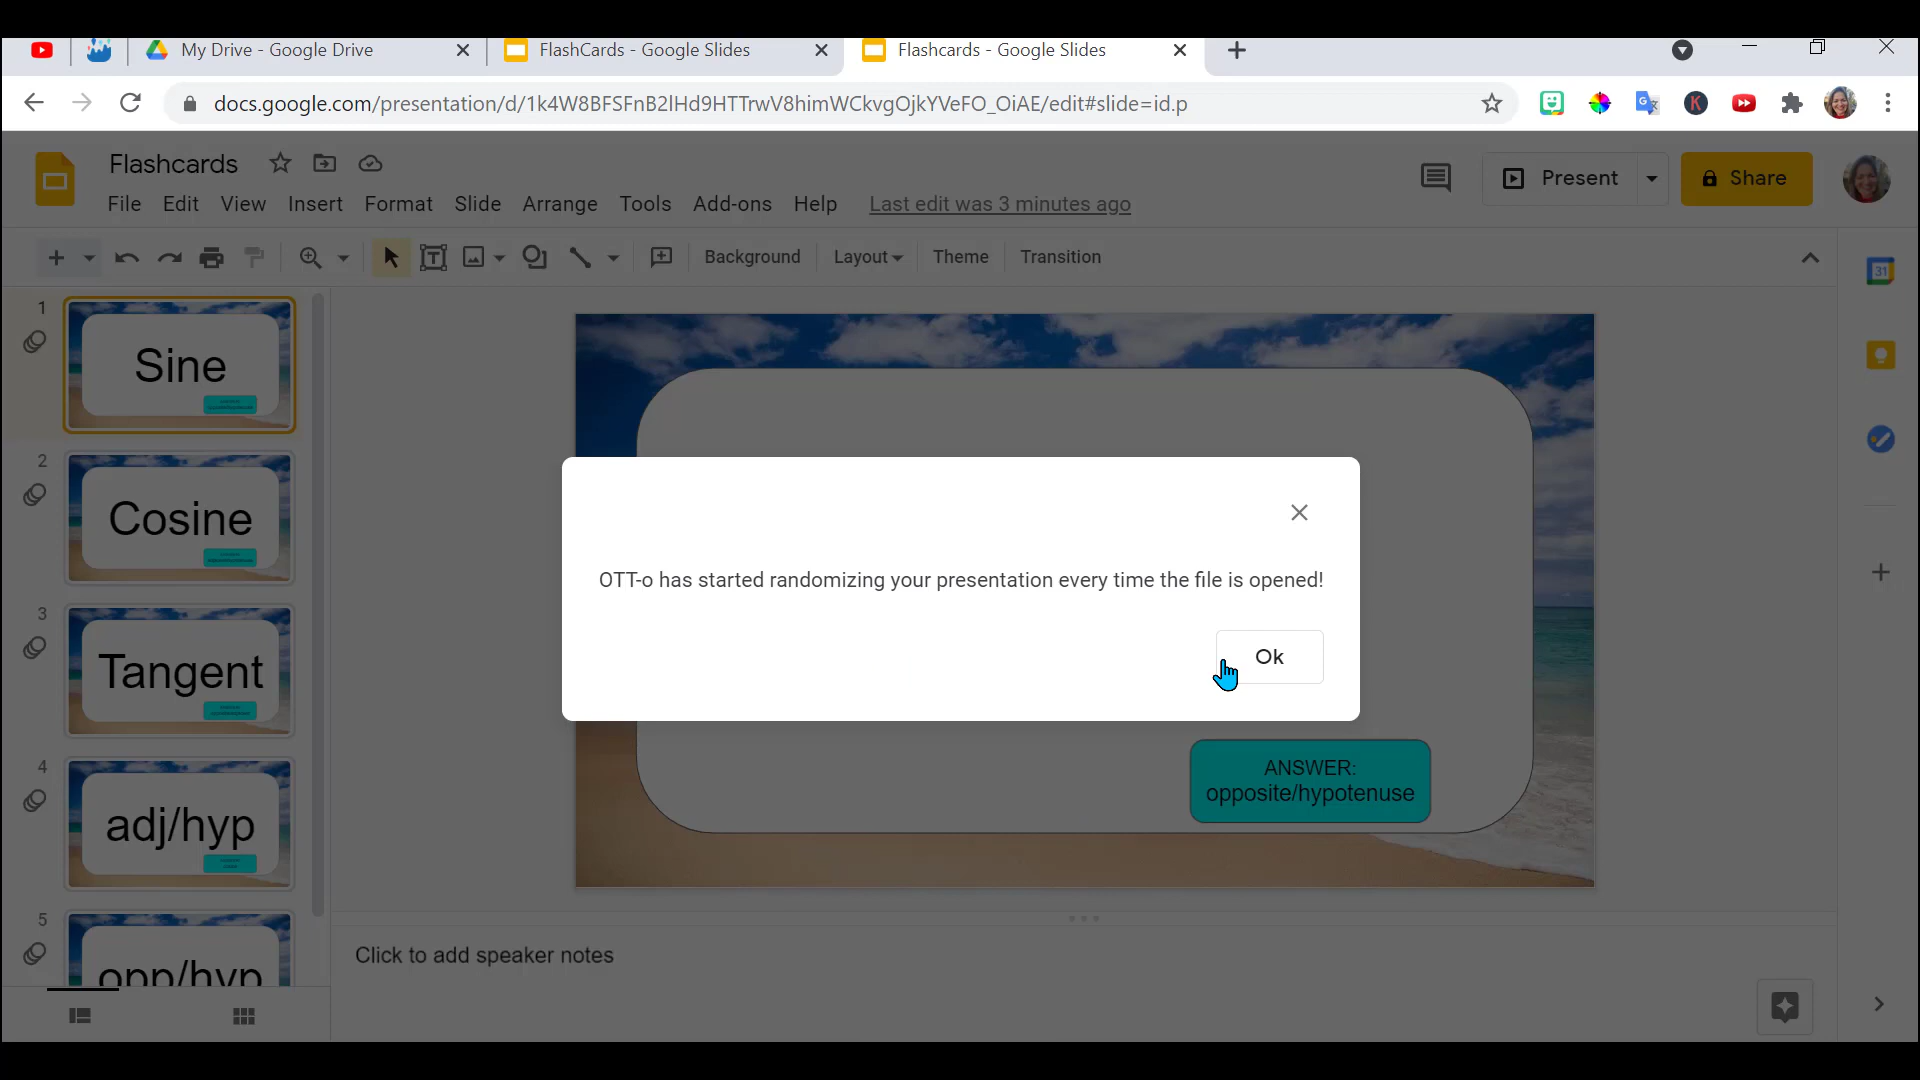 My Drive - Google Drive
FlashCards - Google Slides
Flashcards - Google Slides
docs.google.com/presentation/d/1k4W8BFSFnB2lHd9HTTrwV8himWCkvgOjkYVeFO_OiAE/edit#slide=id.p
Flashcards
Present
Share
File Edit View Insert Format Slide Arrange Tools Add-ons Help Last edit was 3 minutes ago
Background Layout Theme Transition
31
1
Sine
2
Cosine
3
Tangent
4
adj/hyp
5
opp/hyp
OTT-o has started randomizing your presentation every time the file is opened!
Ok
ANSWER:
opposite/hypotenuse
Click to add speaker notes